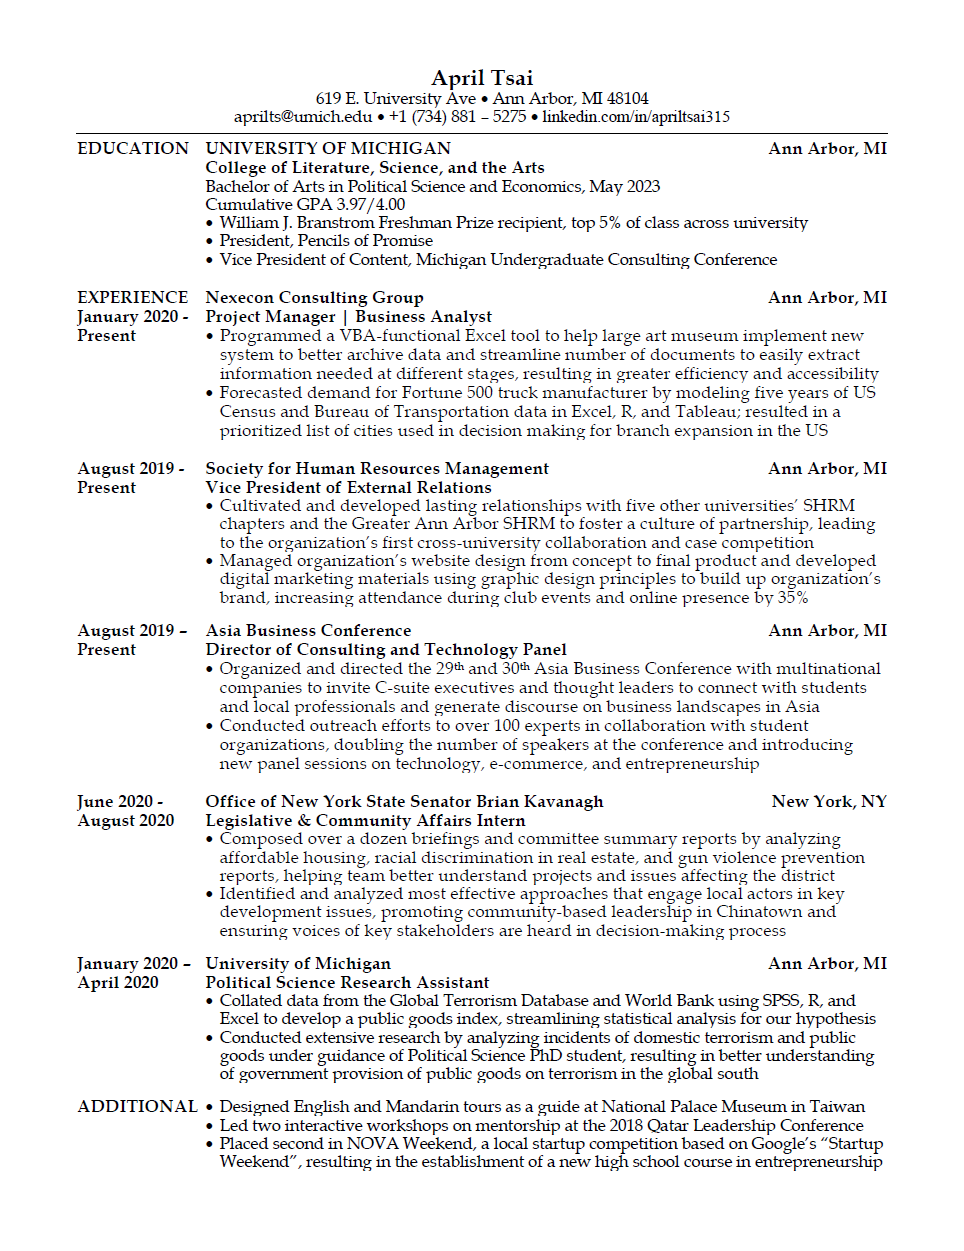 April Tsai
619 E. University Ave • Ann Arbor, MI 48104
aprilts@umich.edu • +1 (734) 881 – 5275 • linkedin.com/in/apriltsai315
EDUCATION UNIVERSITY OF MICHIGAN Ann Arbor, MI
College of Literature, Science, and the Arts
Bachelor of Arts in Political Science and Economics, May 2023
Cumulative GPA 3.97/4.00
• William J. Branstrom Freshman Prize recipient, top 5% of class across university
• President, Pencils of Promise
• Vice President of Content, Michigan Undergraduate Consulting Conference
EXPERIENCE Nexecon Consulting Group Ann Arbor, MI
January 2020 - Project Manager | Business Analyst
Present • Programmed a VBA-functional Excel tool to help large art museum implement new
system to better archive data and streamline number of documents to easily extract
information needed at different stages, resulting in greater efficiency and accessibility
• Forecasted demand for Fortune 500 truck manufacturer by modeling five years of US
Census and Bureau of Transportation data in Excel, R, and Tableau; resulted in a
prioritized list of cities used in decision making for branch expansion in the US
August 2019 - Society for Human Resources Management Ann Arbor, MI
Present Vice President of External Relations
• Cultivated and developed lasting relationships with five other universities' SHRM
chapters and the Greater Ann Arbor SHRM to foster a culture of partnership, leading
to the organization's first cross-university collaboration and case competition
• Managed organization's website design from concept to final product and developed
digital marketing materials using graphic design principles to build up organization's
brand, increasing attendance during club events and online presence by 35%
August 2019 – Asia Business Conference Ann Arbor, MI
Present Director of Consulting and Technology Panel
• Organized and directed the 29th and 30th Asia Business Conference with multinational
companies to invite C-suite executives and thought leaders to connect with students
and local professionals and generate discourse on business landscapes in Asia
• Conducted outreach efforts to over 100 experts in collaboration with student
organizations, doubling the number of speakers at the conference and introducing
new panel sessions on technology, e-commerce, and entrepreneurship
June 2020 - Office of New York State Senator Brian Kavanagh New York, NY
August 2020 Legislative & Community Affairs Intern
• Composed over a dozen briefings and committee summary reports by analyzing
affordable housing, racial discrimination in real estate, and gun violence prevention
reports, helping team better understand projects and issues affecting the district
• Identified and analyzed most effective approaches that engage local actors in key
development issues, promoting community-based leadership in Chinatown and
ensuring voices of key stakeholders are heard in decision-making process
January 2020 – University of Michigan Ann Arbor, MI
April 2020 Political Science Research Assistant
• Collated data from the Global Terrorism Database and World Bank using SPSS, R, and
Excel to develop a public goods index, streamlining statistical analysis for our hypothesis
• Conducted extensive research by analyzing incidents of domestic terrorism and public
goods under guidance of Political Science PhD student, resulting in better understanding
of government provision of public goods on terrorism in the global south
ADDITIONAL • Designed English and Mandarin tours as a guide at National Palace Museum in Taiwan
• Led two interactive workshops on mentorship at the 2018 Qatar Leadership Conference
• Placed second in NOVA Weekend, a local startup competition based on Google's "Startup
Weekend", resulting in the establishment of a new high school course in entrepreneurship